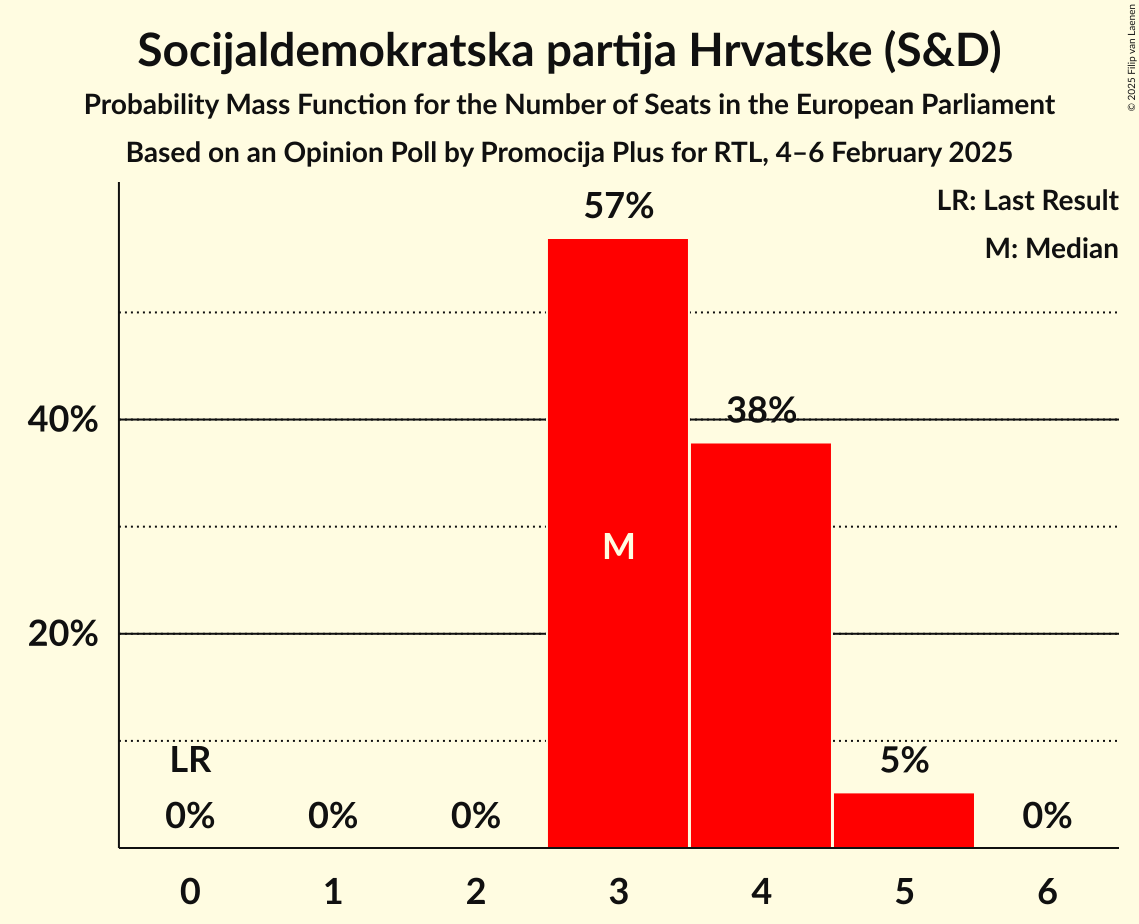 Socijaldemokratska partija Hrvatske (S&D)
Probability Mass Function for the Number of Seats in the European Parliament
Based on an Opinion Poll by Promocija Plus for RTL, 4–6 February 2025
© 2025 Filip van Laenen
LR: Last Result
M: Median
57%
40%
38%
M
20%
LR
5%
0%
0%
0%
0%
0 1 2 3 4 5 6